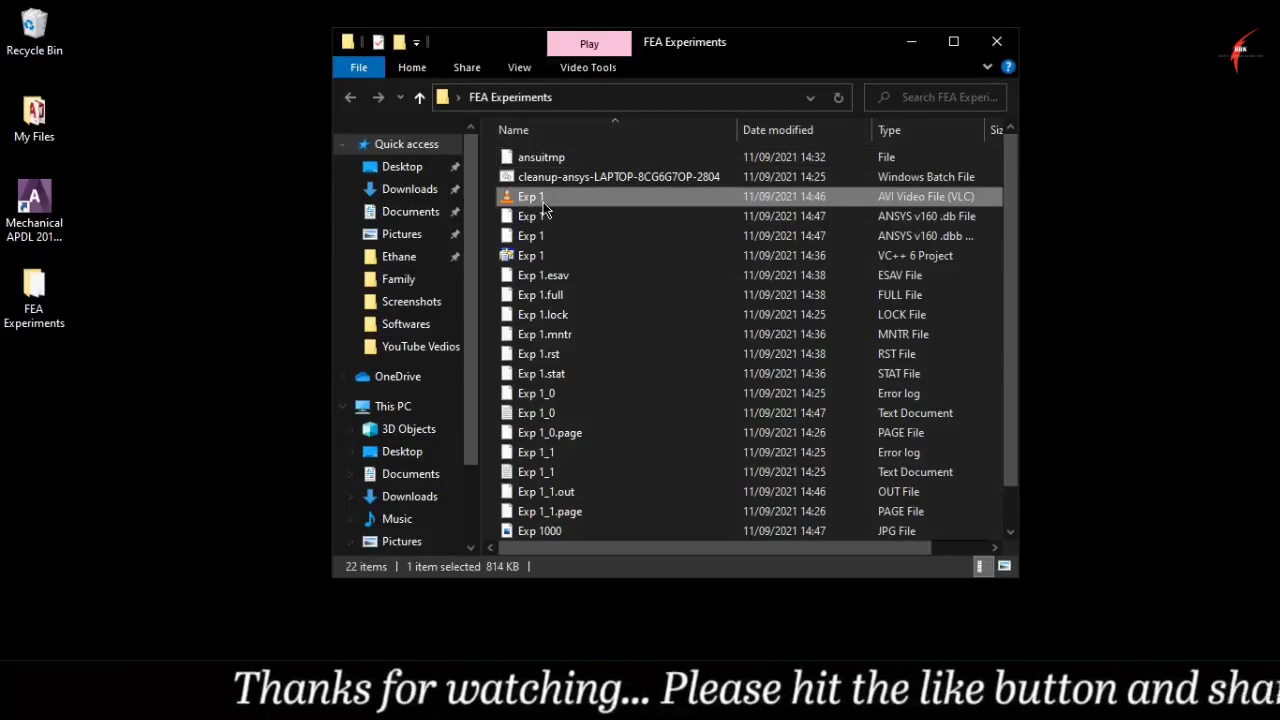 Recycle Bin
My Files
Mechanical
APDL 201...
FEA
Experiments
Play
FEA Experiments
File
Home
Share
View
Video Tools
FEA Experiments
Search FEA Experi...
Name
Date modified
Type
Siz
Quick access
Desktop
Downloads
Documents
Pictures
Ethane
Family
Screenshots
Softwares
YouTube Vedios
OneDrive
This PC
3D Objects
Desktop
Documents
Downloads
Music
Pictures
ansuitmp 11/09/2021 14:32 File
cleanup-ansys-LAPTOP-8CG6G7OP-2804 11/09/2021 14:25 Windows Batch File
Exp 1 11/09/2021 14:46 AVI Video File (VLC)
Exp 1 11/09/2021 14:47 ANSYS v160 .db File
Exp 1 11/09/2021 14:47 ANSYS v160 .dbb ...
Exp 1 11/09/2021 14:36 VC++ 6 Project
Exp 1.esav 11/09/2021 14:38 ESAV File
Exp 1.full 11/09/2021 14:38 FULL File
Exp 1.lock 11/09/2021 14:25 LOCK File
Exp 1.mntr 11/09/2021 14:36 MNTR File
Exp 1.rst 11/09/2021 14:38 RST File
Exp 1.stat 11/09/2021 14:36 STAT File
Exp 1_0 11/09/2021 14:25 Error log
Exp 1_0 11/09/2021 14:47 Text Document
Exp 1_0.page 11/09/2021 14:26 PAGE File
Exp 1_1 11/09/2021 14:25 Error log
Exp 1_1 11/09/2021 14:25 Text Document
Exp 1_1.out 11/09/2021 14:46 OUT File
Exp 1_1.page 11/09/2021 14:26 PAGE File
Exp 1000 11/09/2021 14:47 JPG File
22 items
1 item selected 814 KB
Thanks for watching... Please hit the like button and sha